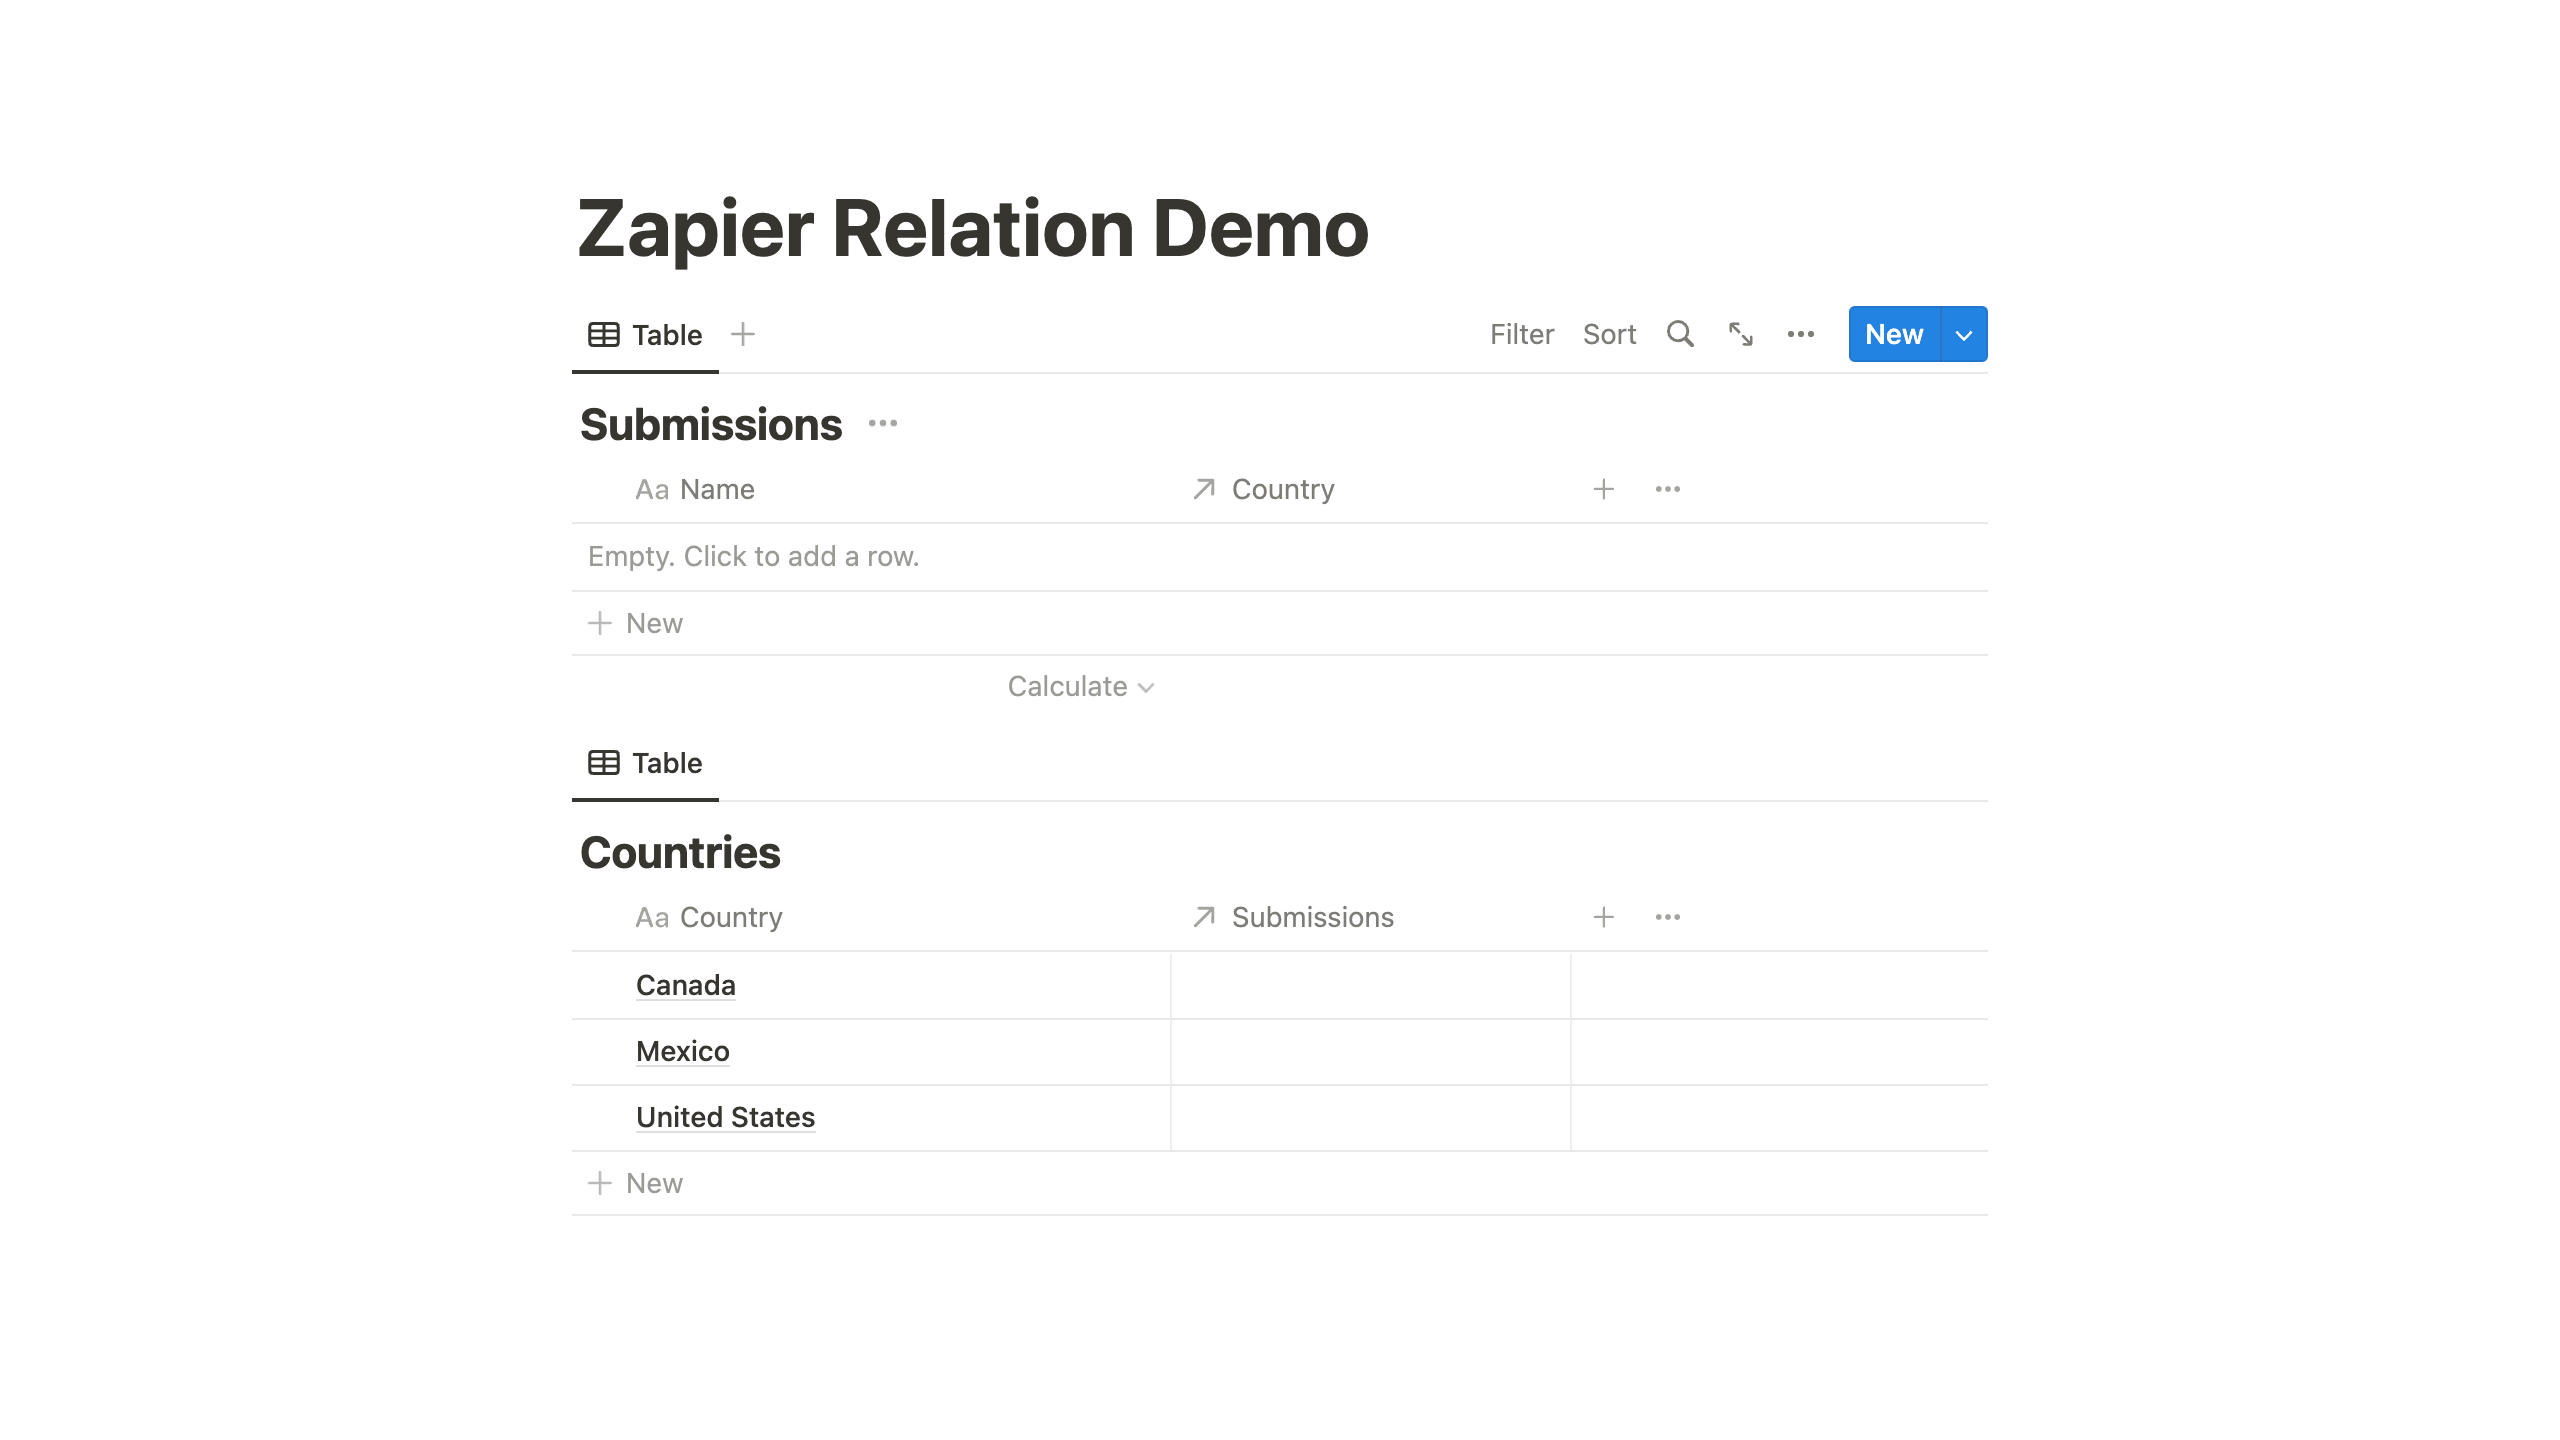 Zapier Relation Demo
Table
Filter Sort New
Submissions
Aa Name Country
Empty. Click to add a row.
New
Calculate
Table
Countries
Aa Country Submissions
Canada
Mexico
United States
New